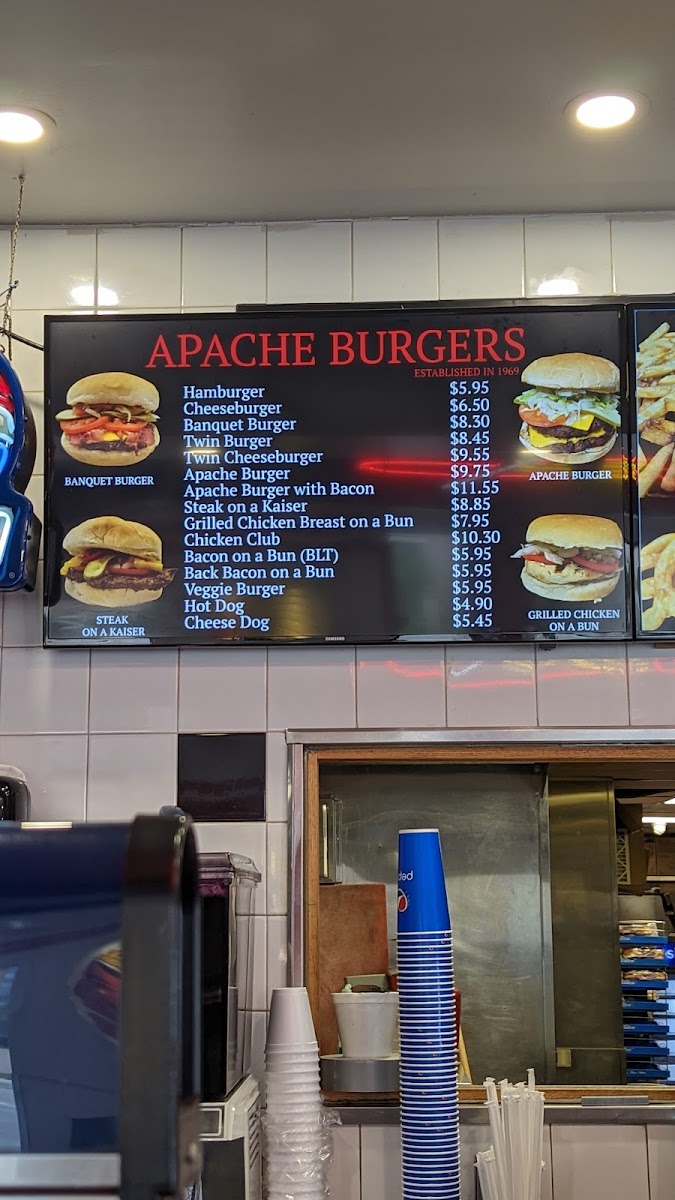 APACHE BURGERS
ESTABLISHED IN 1969
Hamburger $5.95
Cheeseburger $6.50
Banquet Burger $8.30
Twin Burger $8.45
Twin Cheeseburger $9.55
Apache Burger $9.75
Apache Burger with Bacon $11.55
Steak on a Kaiser $8.85
Grilled Chicken Breast on a Bun $7.95
Chicken Club $10.30
Bacon on a Bun (BLT) $5.95
Back Bacon on a Bun $5.95
Veggie Burger $5.95
Hot Dog $4.90
Cheese Dog $5.45
BANQUET BURGER
APACHE BURGER
STEAK
ON A KAISER
GRILLED CHICKEN
ON A BUN
SAMSUNG